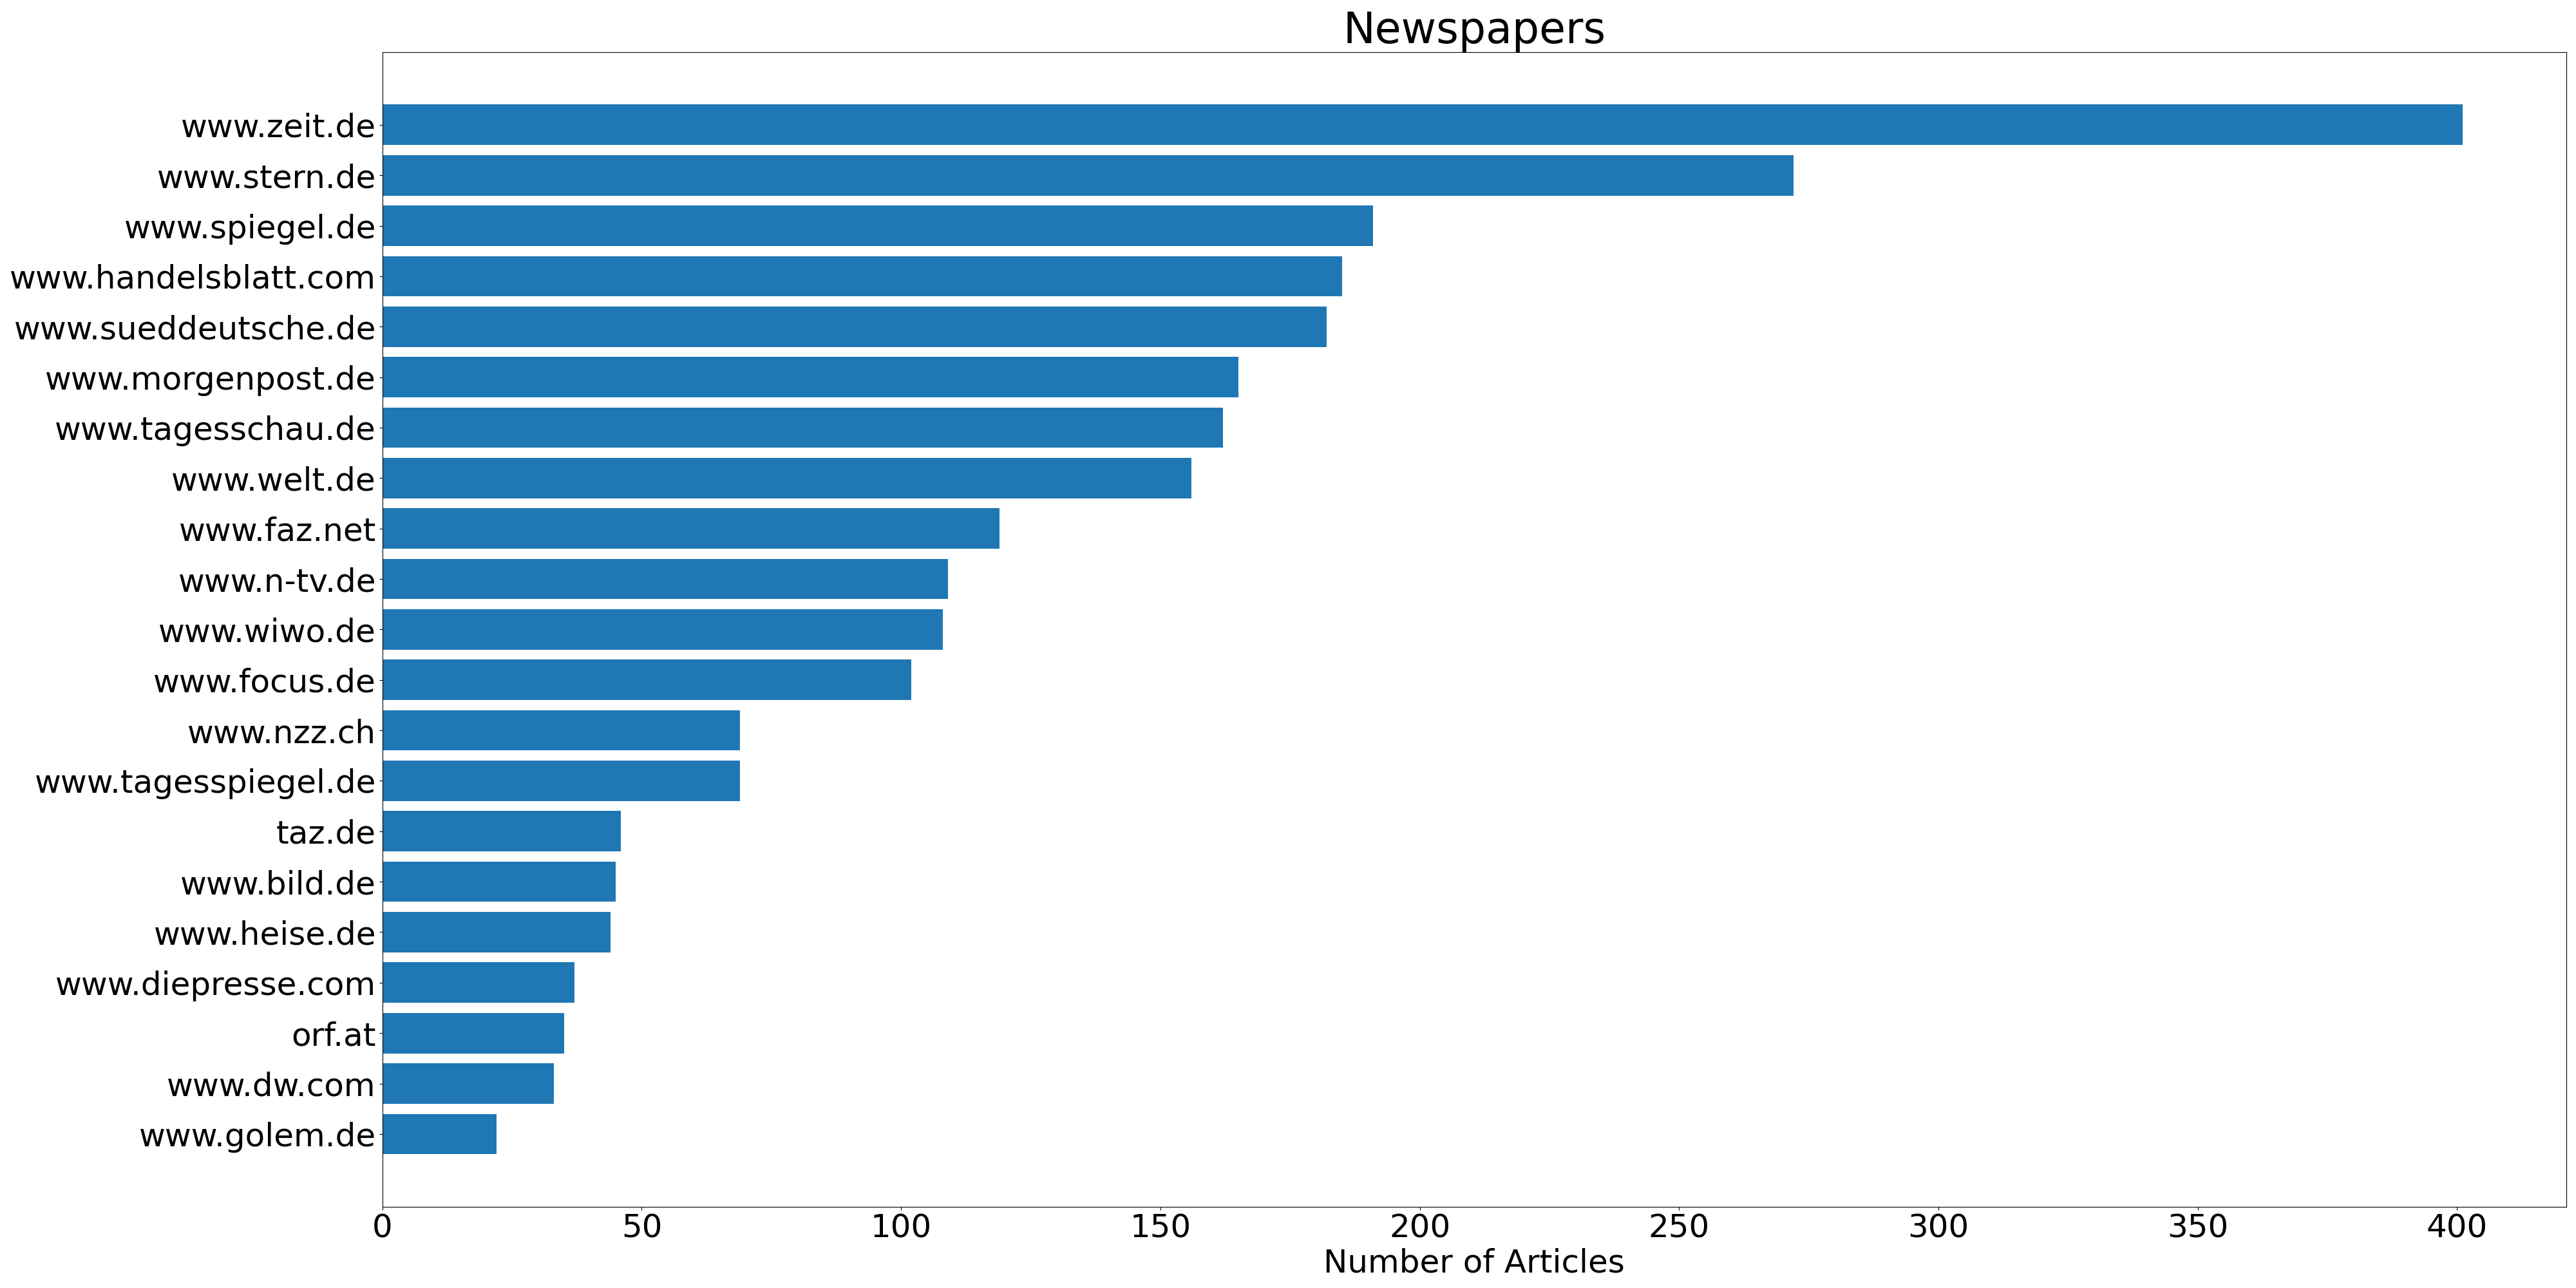 Newspapers
www.zeit.de
www.stern.de
www.spiegel.de
www.handelsblatt.com
www.sueddeutsche.de
www.morgenpost.de
www.tagesschau.de
www.welt.de
www.faz.net
www.n-tv.de
www.wiwo.de
www.focus.de
www.nzz.ch
www.tagesspiegel.de
taz.de
www.bild.de
www.heise.de
www.diepresse.com
orf.at
www.dw.com
www.golem.de
0 50 100 150 200 250 300 350 400
Number of Articles